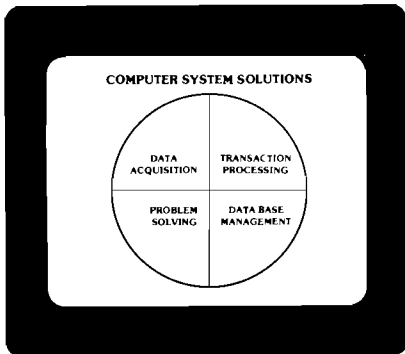 COMPUTER SYSTEM SOLUTIONS
DATA
ACQUISITION
TRANSACTION
PROCESSING
PROBLEM
SOLVING
DATA BASE
MANAGEMENT